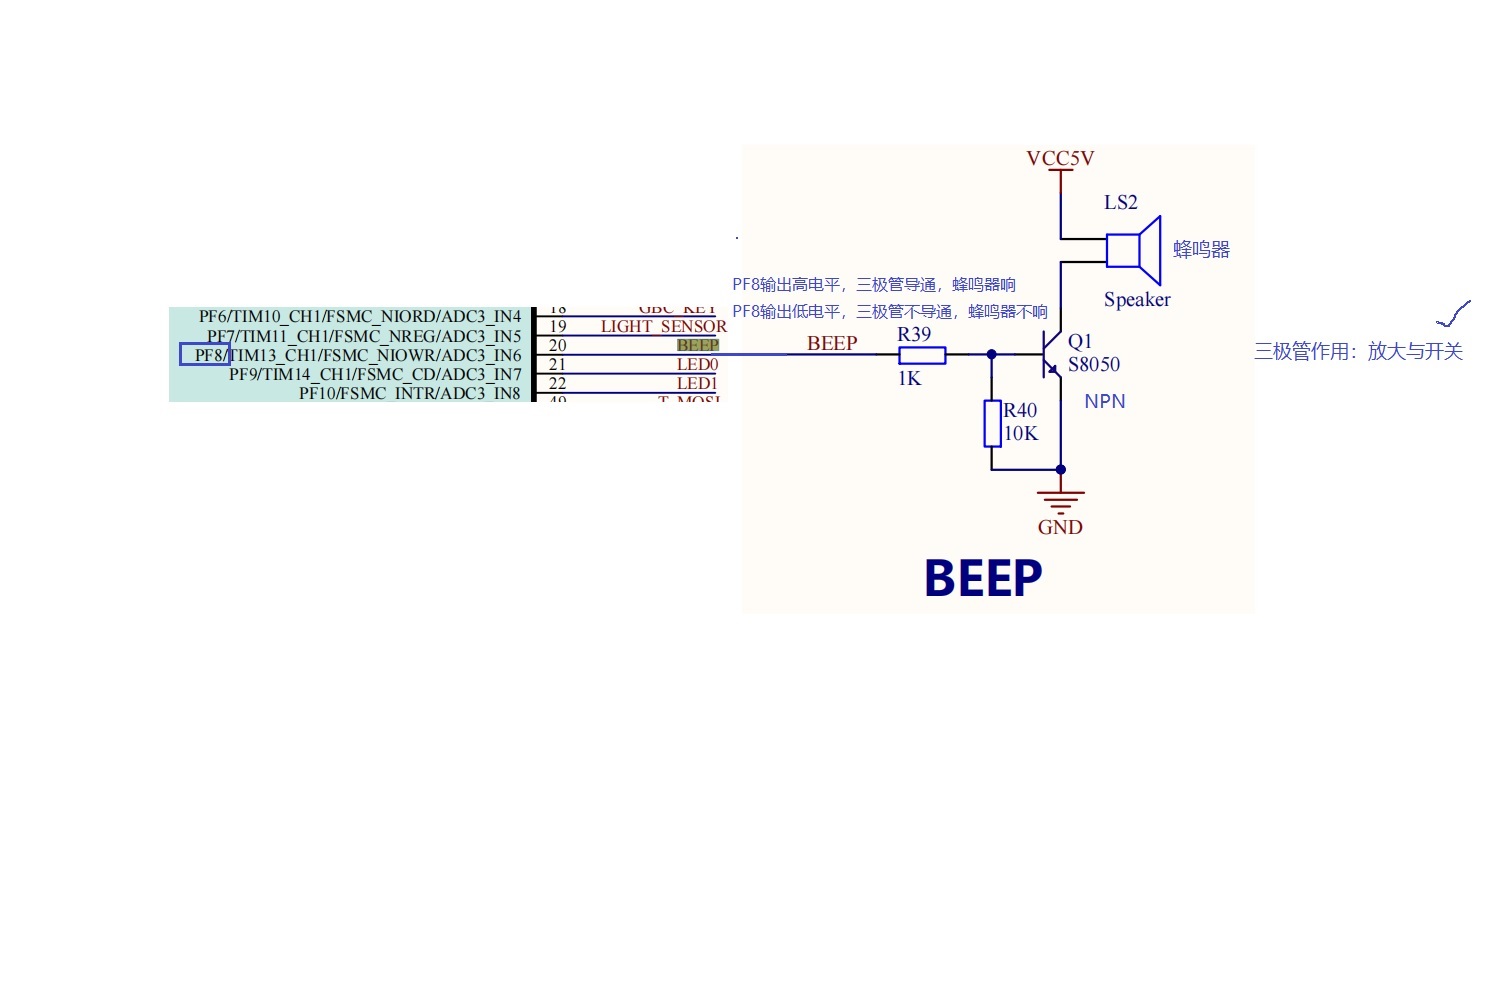 VCC5V
LS2
蜂鸣器
PF8输出高电平，三极管导通，蜂鸣器响
Speaker
PF8输出低电平，三极管不导通，蜂鸣器不响
PF6/TIM10_CH1/FSMC_NIORD/ADC3_IN4 18 GBC_KEY
PF7/TIM11_CH1/FSMC_NREG/ADC3_IN5 19 LIGHT_SENSOR
PF8/TIM13_CH1/FSMC_NIOWR/ADC3_IN6 20 BEEP
PF9/TIM14_CH1/FSMC_CD/ADC3_IN7 21 LED0
PF10/FSMC_INTR/ADC3_IN8 22 LED1
T_MOSI
BEEP
R39
1K
Q1
S8050
三极管作用：放大与开关
NPN
R40
10K
GND
BEEP